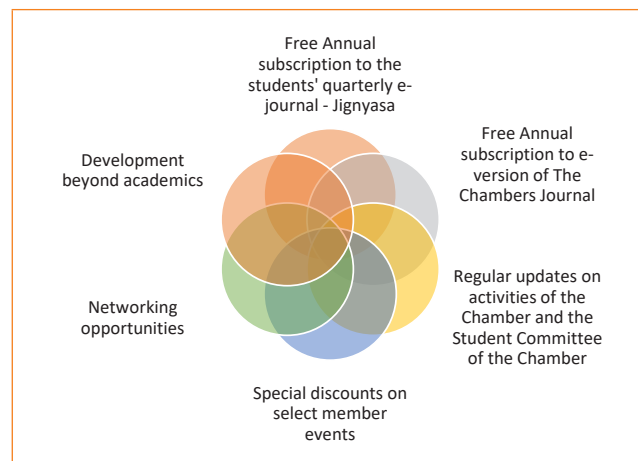 Free Annual
subscription to the
students' quarterly e-
journal - Jignyasa
Free Annual
subscription to e-
version of The
Chambers Journal
Regular updates on
activities of the
Chamber and the
Student Committee
of the Chamber
Special discounts on
select member
events
Networking
opportunities
Development
beyond academics